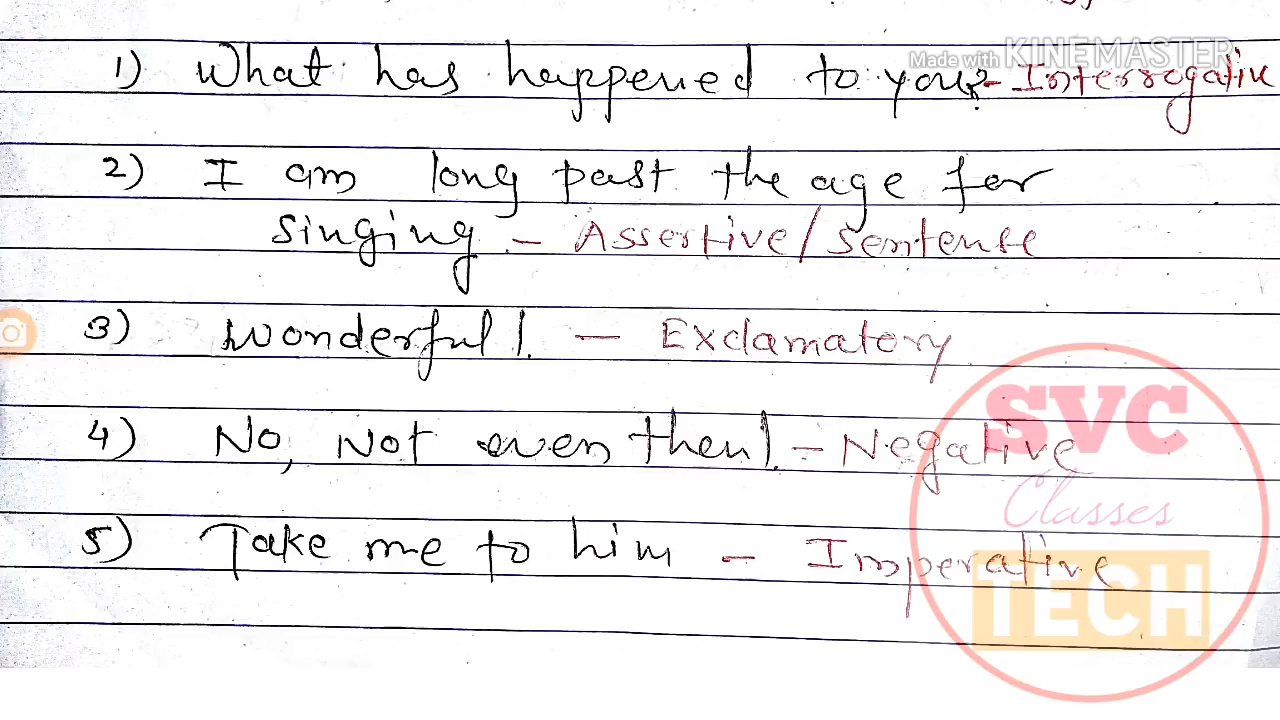 Made with KINEMASTER
1) What has happened to you? - Interrogative
2) I am long past the age for
singing - Assertive/Sentense
3) Wonderful! - Exclamatory
4) No, Not even then! - Negative
5) Take me to him - Imperative
SVC
Classes
TECH